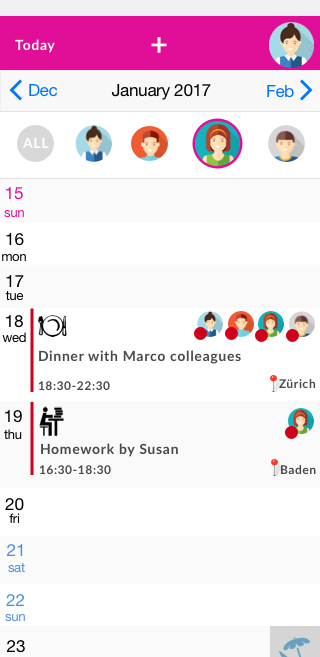 Today +
Dec January 2017 Feb
ALL
15
sun
16
mon
17
tue
18
wed
Dinner with Marco colleagues
18:30-22:30 Zürich
19
thu
Homework by Susan
16:30-18:30 Baden
20
fri
21
sat
22
sun
23